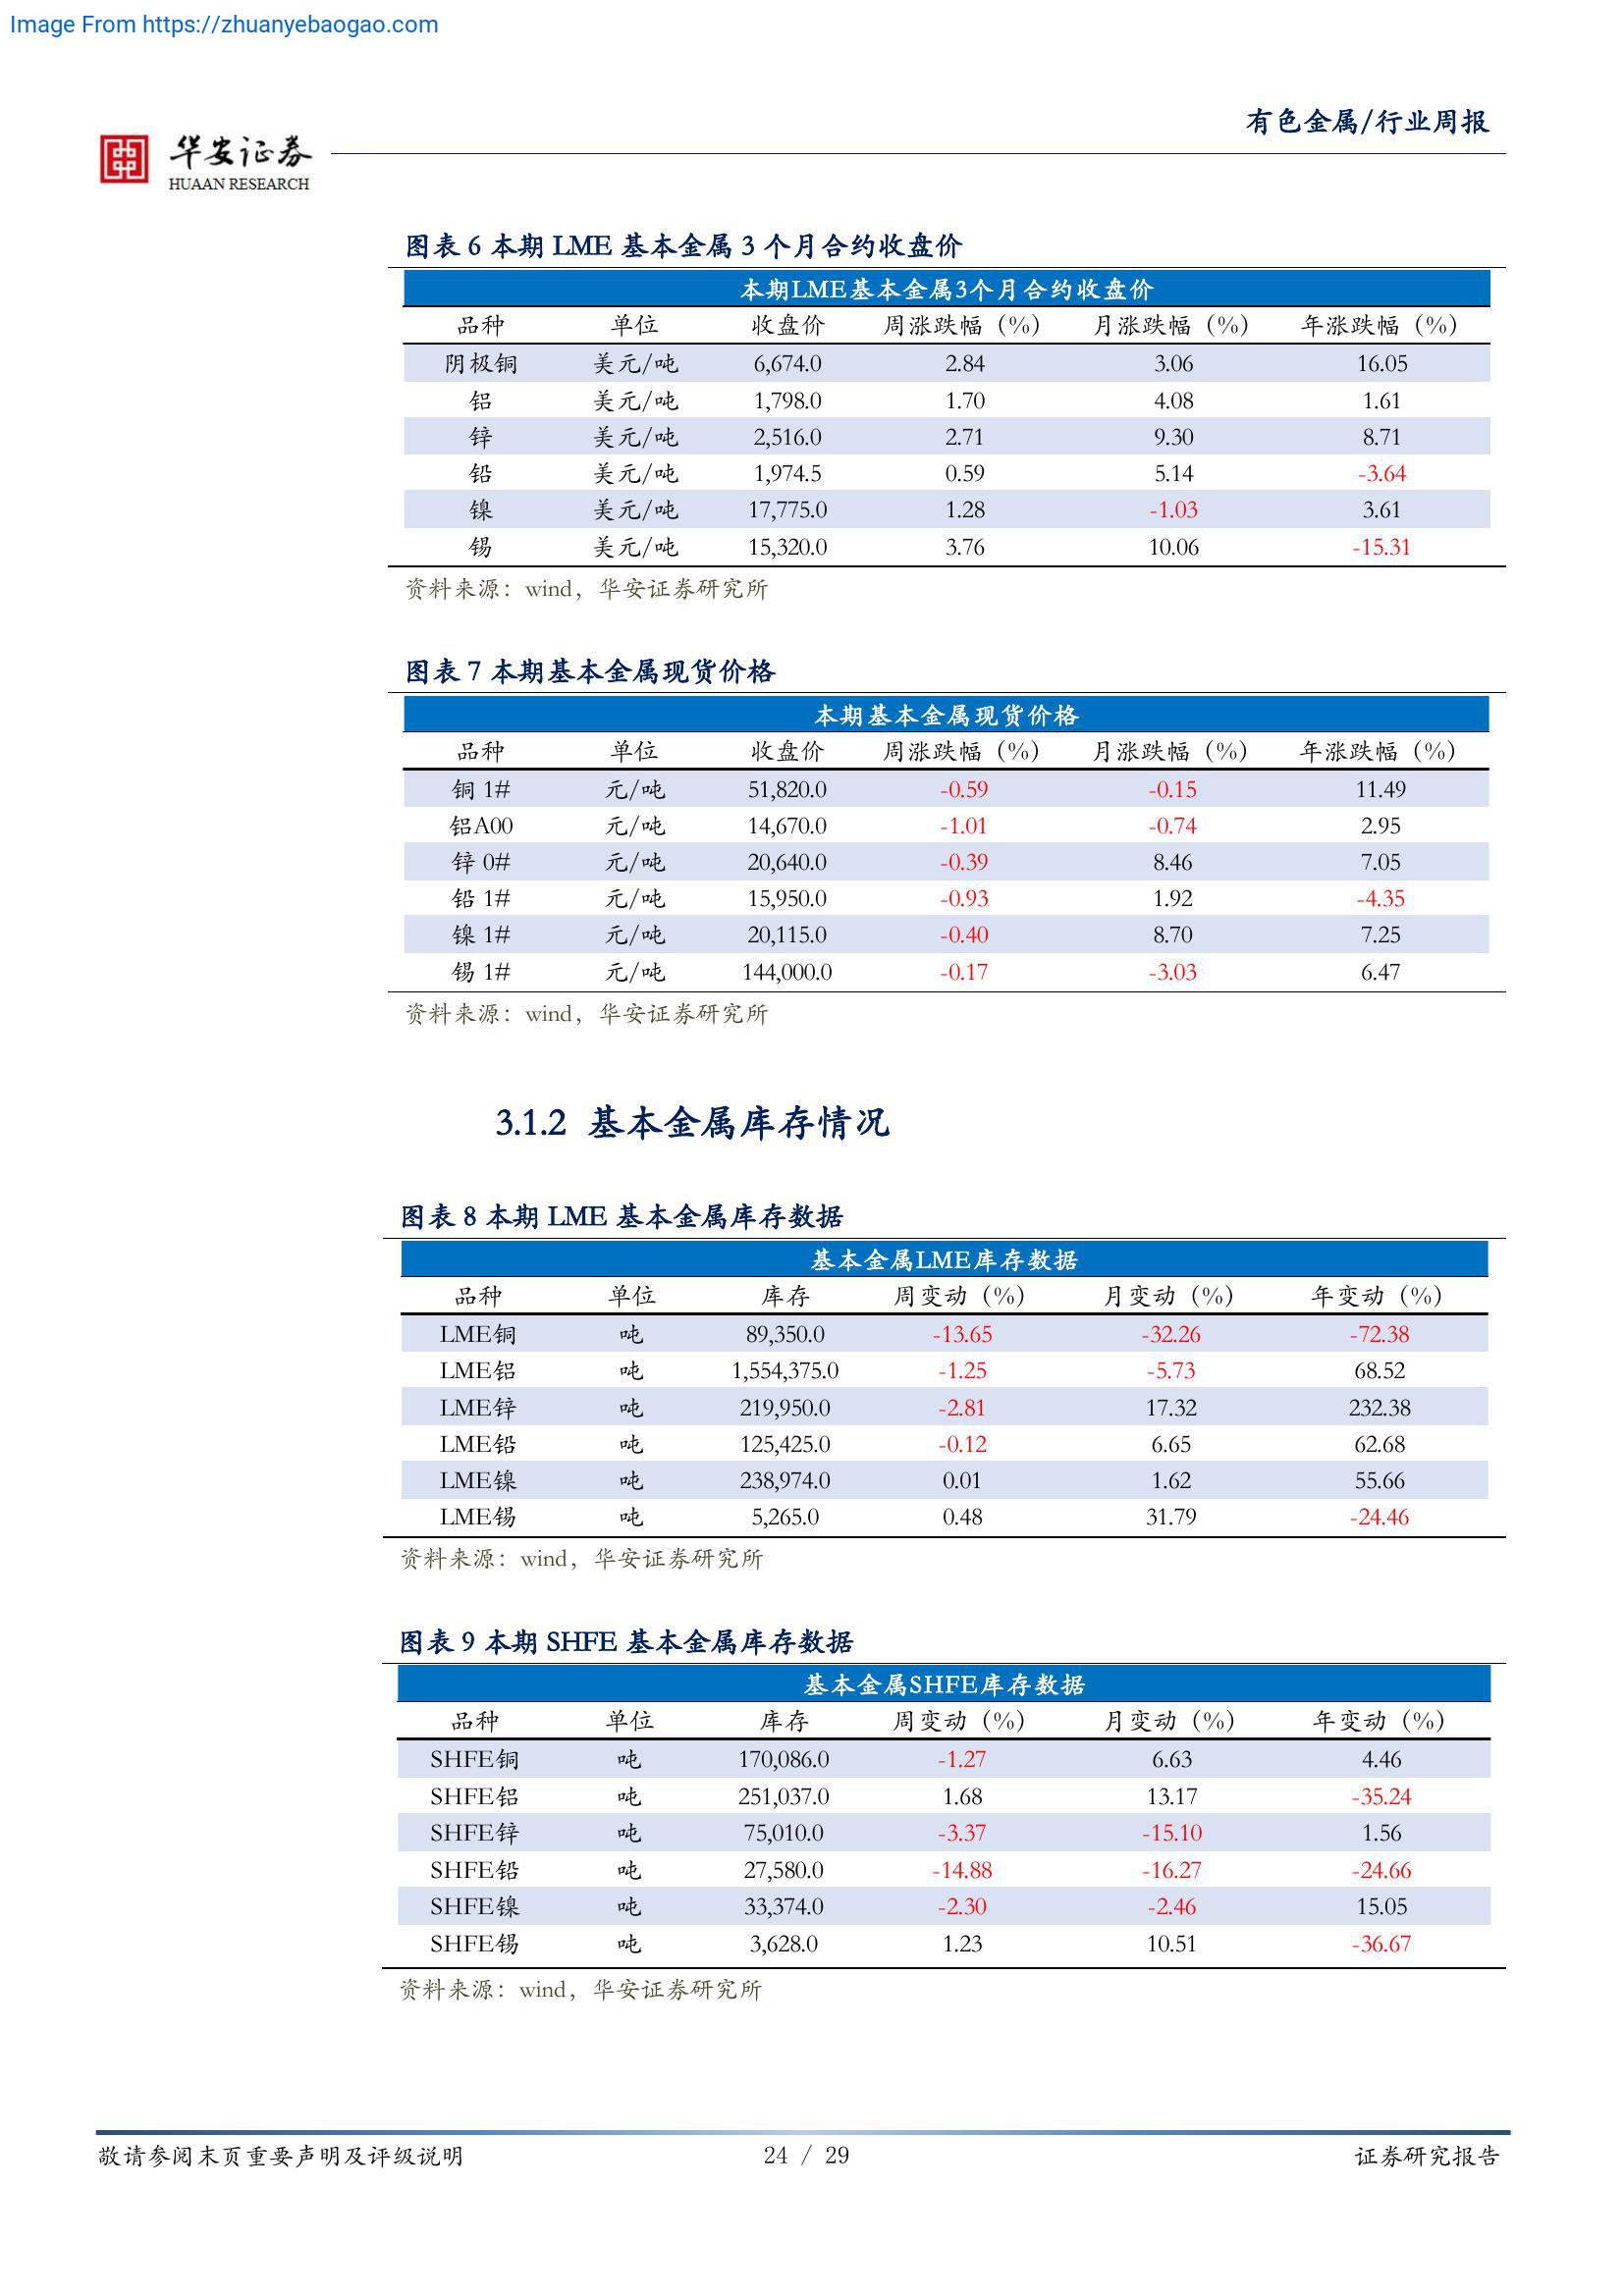 Image From https://zhuanyebaogao.com
有色金属/行业周报
华安证券
HUAAN RESEARCH
图表 6 本期 LME 基本金属 3 个月合约收盘价
本期LME基本金属3个月合约收盘价
品种 单位 收盘价 周涨跌幅（%） 月涨跌幅（%） 年涨跌幅（%）
阴极铜 美元/吨 6,674.0 2.84 3.06 16.05
铝 美元/吨 1,798.0 1.70 4.08 1.61
锌 美元/吨 2,516.0 2.71 9.30 8.71
铅 美元/吨 1,974.5 0.59 5.14 -3.64
镍 美元/吨 17,775.0 1.28 -1.03 3.61
锡 美元/吨 15,320.0 3.76 10.06 -15.31
资料来源：wind，华安证券研究所
图表 7 本期基本金属现货价格
本期基本金属现货价格
品种 单位 收盘价 周涨跌幅（%） 月涨跌幅（%） 年涨跌幅（%）
铜 1# 元/吨 51,820.0 -0.59 -0.15 11.49
铝A00 元/吨 14,670.0 -1.01 -0.74 2.95
锌 0# 元/吨 20,640.0 -0.39 8.46 7.05
铅 1# 元/吨 15,950.0 -0.93 1.92 -4.35
镍 1# 元/吨 20,115.0 -0.40 8.70 7.25
锡 1# 元/吨 144,000.0 -0.17 -3.03 6.47
资料来源：wind，华安证券研究所
3.1.2 基本金属库存情况
图表 8 本期 LME 基本金属库存数据
基本金属LME库存数据
品种 单位 库存 周变动（%） 月变动（%） 年变动（%）
LME铜 吨 89,350.0 -13.65 -32.26 -72.38
LME铝 吨 1,554,375.0 -1.25 -5.73 68.52
LME锌 吨 219,950.0 -2.81 17.32 232.38
LME铅 吨 125,425.0 -0.12 6.65 62.68
LME镍 吨 238,974.0 0.01 1.62 55.66
LME锡 吨 5,265.0 0.48 31.79 -24.46
资料来源：wind，华安证券研究所
图表 9 本期 SHFE 基本金属库存数据
基本金属SHFE库存数据
品种 单位 库存 周变动（%） 月变动（%） 年变动（%）
SHFE铜 吨 170,086.0 -1.27 6.63 4.46
SHFE铝 吨 251,037.0 1.68 13.17 -35.24
SHFE锌 吨 75,010.0 -3.37 -15.10 1.56
SHFE铅 吨 27,580.0 -14.88 -16.27 -24.66
SHFE镍 吨 33,374.0 -2.30 -2.46 15.05
SHFE锡 吨 3,628.0 1.23 10.51 -36.67
资料来源：wind，华安证券研究所
敬请参阅末页重要声明及评级说明 24 / 29 证券研究报告